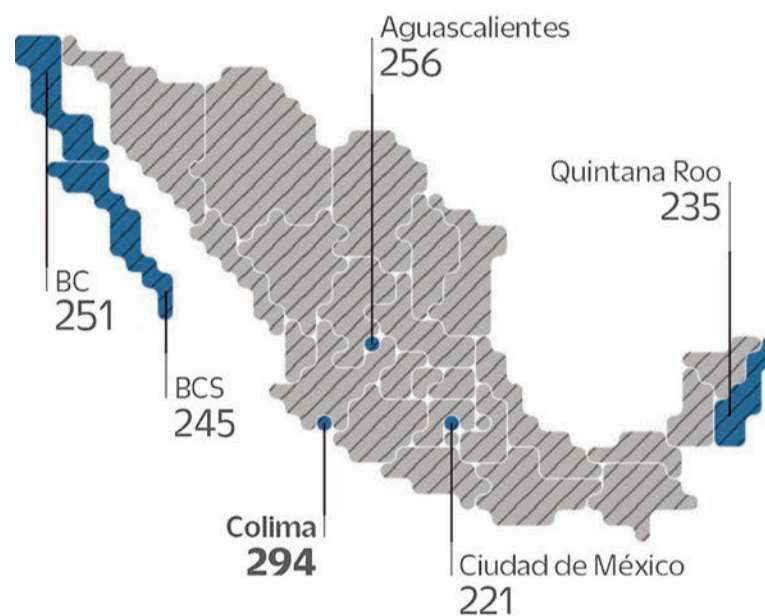 Aguascalientes
256
Quintana Roo
235
BC
251
BCS
245
Colima
294
Ciudad de México
221